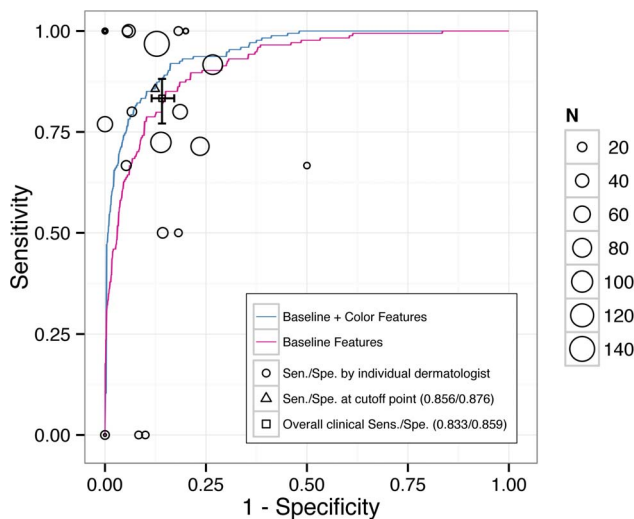 1.00
0.75
0.50
0.25
0.00
Sensitivity
0.00 0.25 0.50 0.75 1.00
1 - Specificity
Baseline + Color Features
Baseline Features
Sen./Spe. by individual dermatologist
Sen./Spe. at cutoff point (0.856/0.876)
Overall clinical Sens./Spe. (0.833/0.859)
N
20
40
60
80
100
120
140